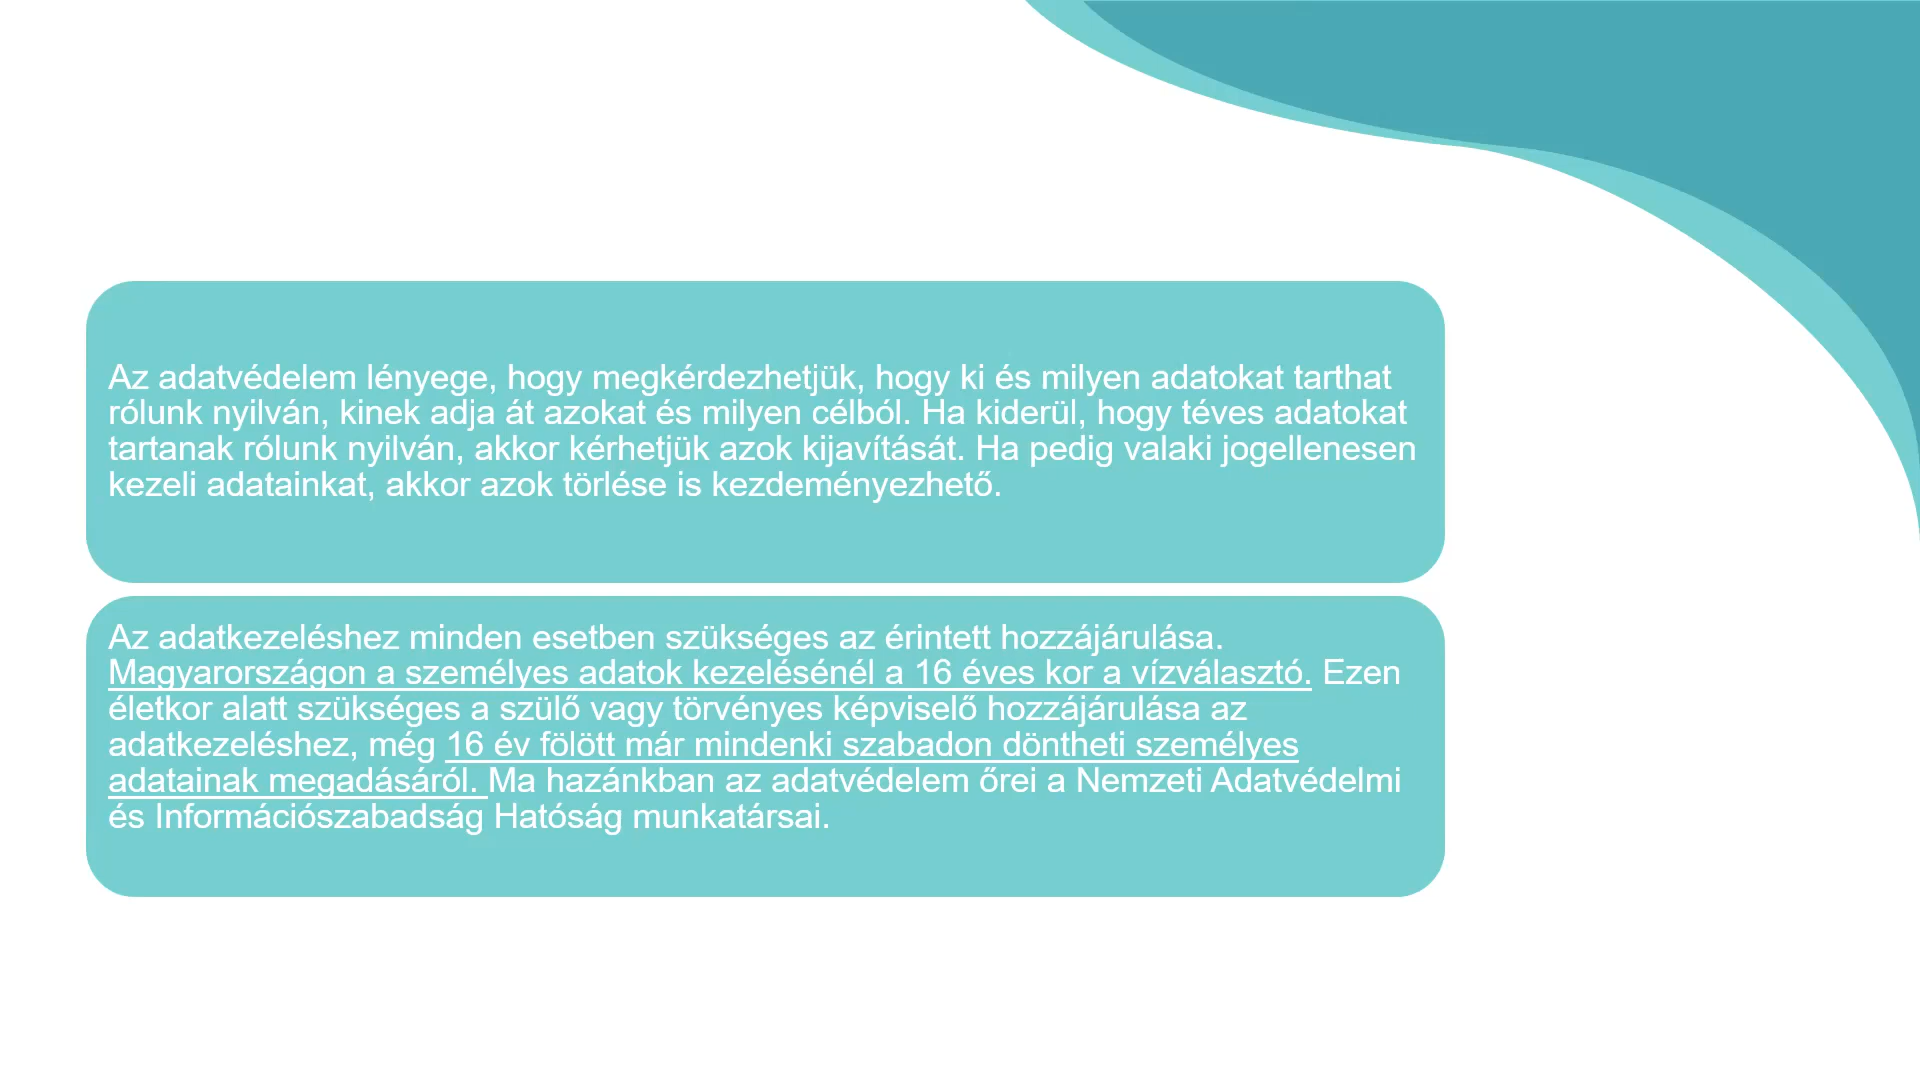 Az adatvédelem lényege, hogy megkérdezhetjük, hogy ki és milyen adatokat tarthat
rólunk nyilván, kinek adja át azokat és milyen célból. Ha kiderül, hogy téves adatokat
tartanak rólunk nyilván, akkor kérhetjük azok kijavítását. Ha pedig valaki jogellenesen
kezeli adatainkat, akkor azok törlése is kezdeményezhető.
Az adatkezeléshez minden esetben szükséges az érintett hozzájárulása.
Magyarországon a személyes adatok kezelésénél a 16 éves kor a vízválasztó. Ezen
életkor alatt szükséges a szülő vagy törvényes képviselő hozzájárulása az
adatkezeléshez, még 16 év fölött már mindenki szabadon döntheti személyes
adatainak megadásáról. Ma hazánkban az adatvédelem őrei a Nemzeti Adatvédelmi
és Információszabadság Hatóság munkatársai.